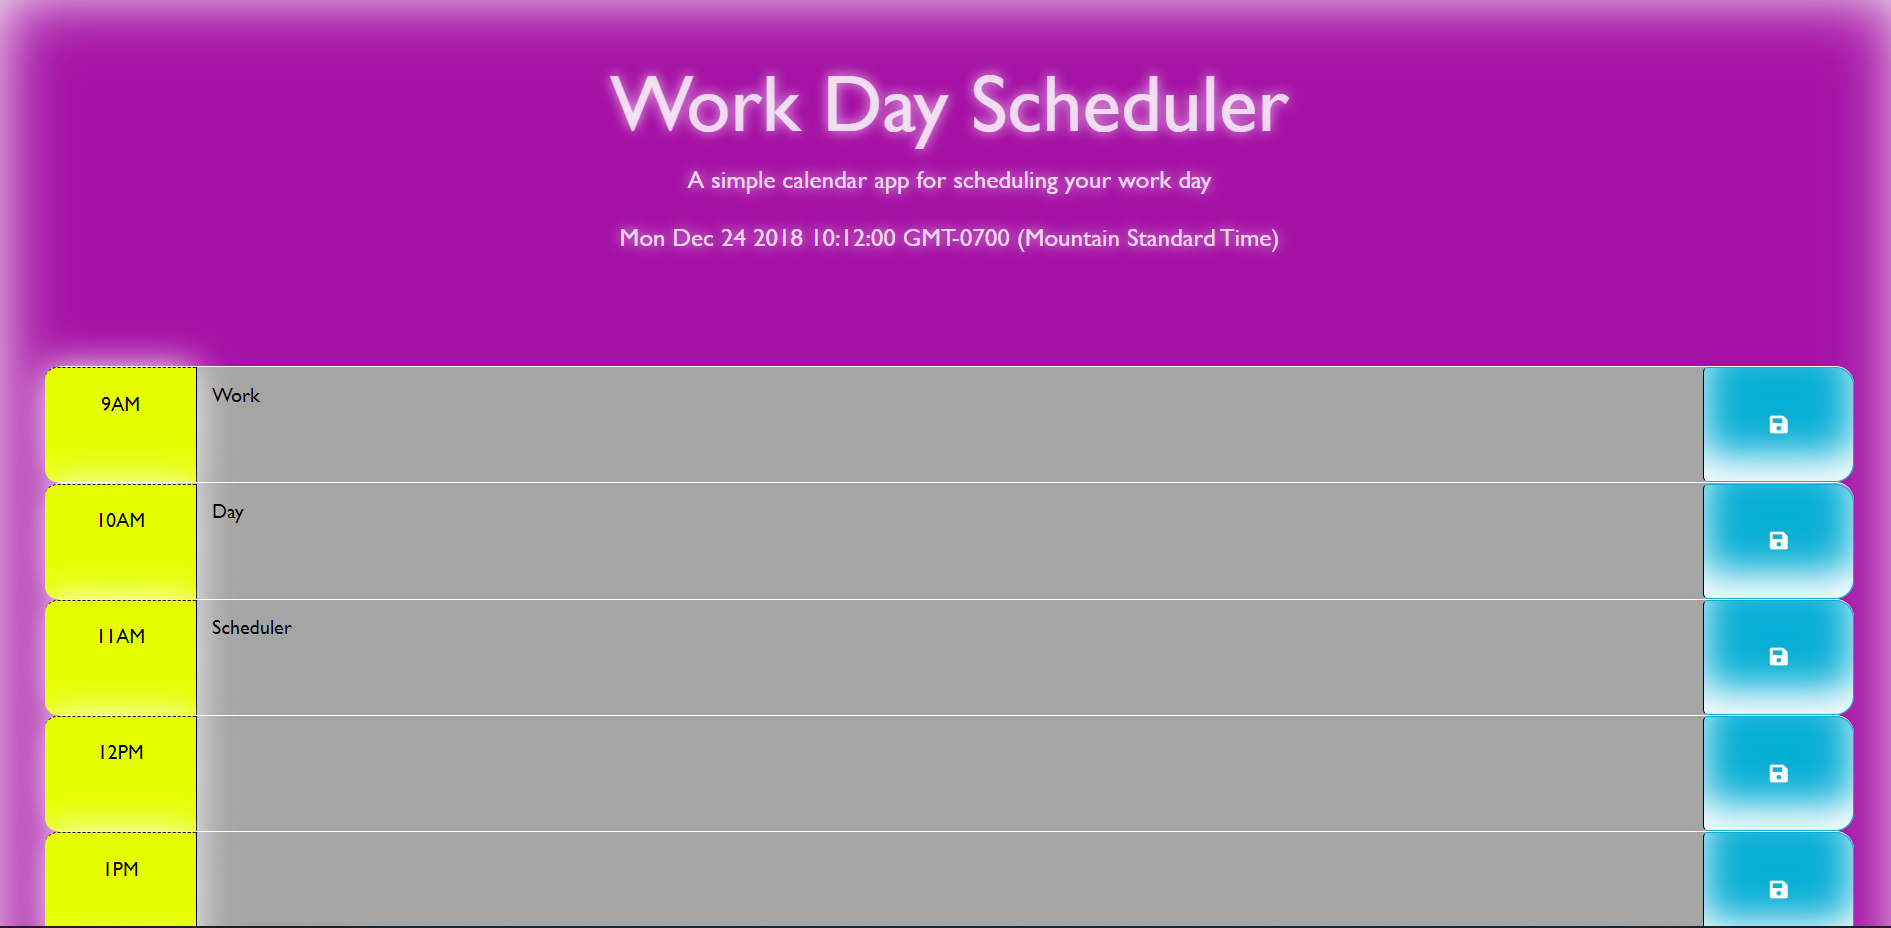 Work Day Scheduler
A simple calendar app for scheduling your work day
Mon Dec 24 2018 10:12:00 GMT-0700 (Mountain Standard Time)
9AM Work
10AM Day
11AM Scheduler
12PM
1PM